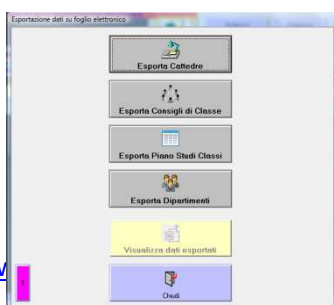 Esportazione dati su foglio elettronico
Esporta Cattedre
Esporta Consigli di Classe
Esporta Piano Studi Classi
Esporta Dipartimenti
Visualizza dati esportati
?
Chiudi